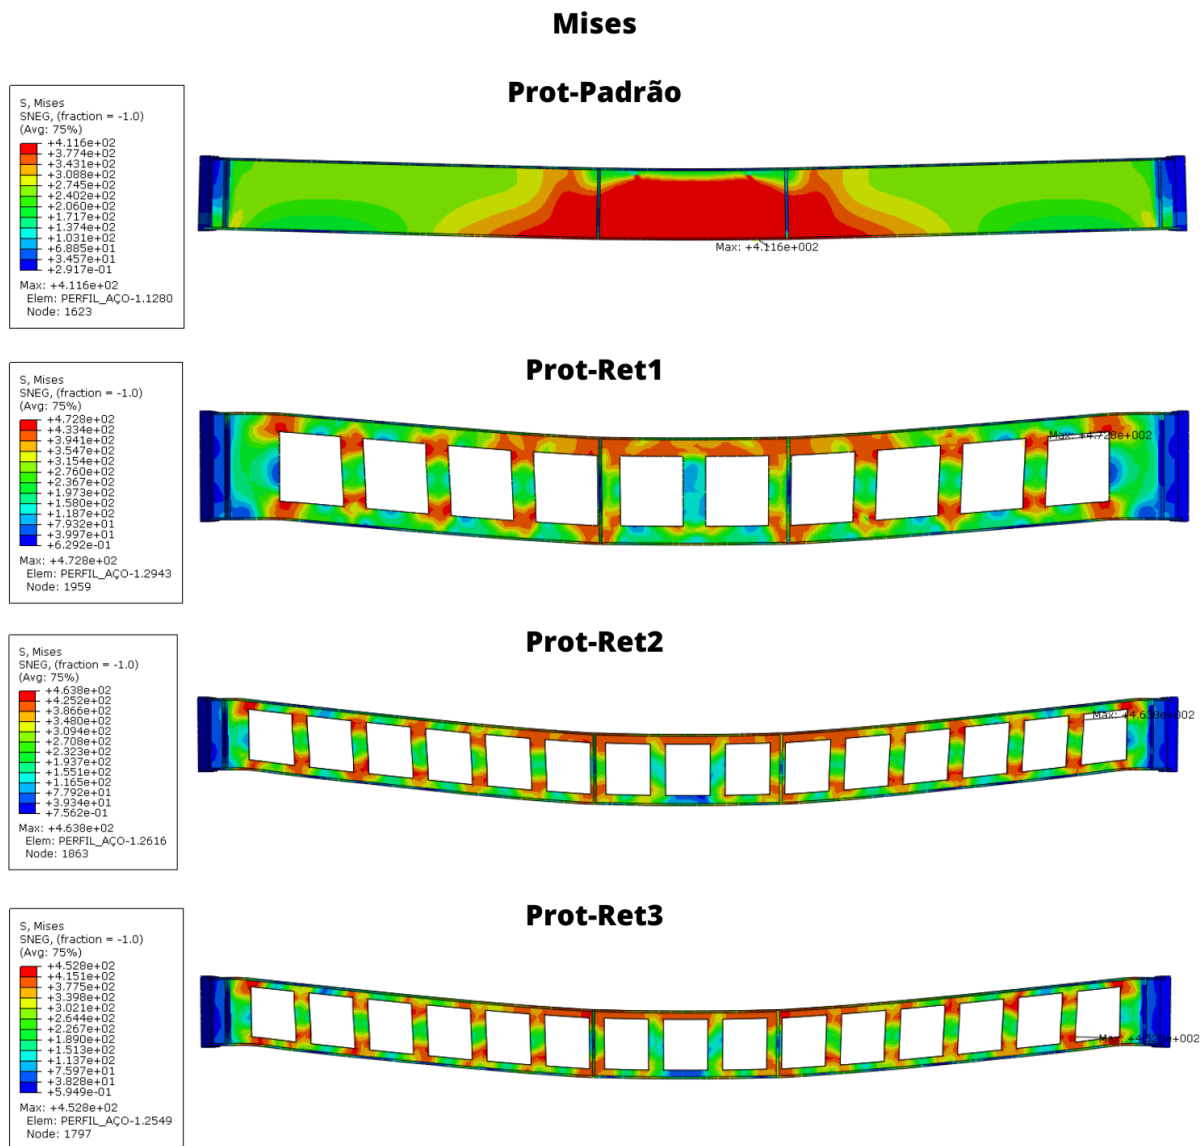 Mises
Prot-Padrão
S, Mises
SNEG, (fraction = -1.0)
(Avg: 75%)
+4.116e+02
+3.774e+02
+3.431e+02
+3.088e+02
+2.745e+02
+2.402e+02
+2.060e+02
+1.717e+02
+1.374e+02
+1.031e+02
+6.885e+01
+3.457e+01
+2.917e-01
Max: +4.116e+02
Elem: PERFIL_AÇO-1.1280
Node: 1623
Max: +4.116e+002
Prot-Ret1
S, Mises
SNEG, (fraction = -1.0)
(Avg: 75%)
+4.728e+02
+4.334e+02
+3.941e+02
+3.547e+02
+3.154e+02
+2.760e+02
+2.367e+02
+1.973e+02
+1.580e+02
+1.187e+02
+7.932e+01
+3.997e+01
+6.292e-01
Max: +4.728e+02
Elem: PERFIL_AÇO-1.2943
Node: 1959
Max: +4.728e+002
Prot-Ret2
S, Mises
SNEG, (fraction = -1.0)
(Avg: 75%)
+4.638e+02
+4.252e+02
+3.866e+02
+3.480e+02
+3.094e+02
+2.708e+02
+2.323e+02
+1.937e+02
+1.551e+02
+1.165e+02
+7.792e+01
+3.934e+01
+7.562e-01
Max: +4.638e+02
Elem: PERFIL_AÇO-1.2616
Node: 1863
Max: +4.638e+002
Prot-Ret3
S, Mises
SNEG, (fraction = -1.0)
(Avg: 75%)
+4.528e+02
+4.151e+02
+3.775e+02
+3.398e+02
+3.021e+02
+2.644e+02
+2.267e+02
+1.890e+02
+1.513e+02
+1.137e+02
+7.597e+01
+3.828e+01
+5.949e-01
Max: +4.528e+02
Elem: PERFIL_AÇO-1.2549
Node: 1797
Max: +4.528e+002